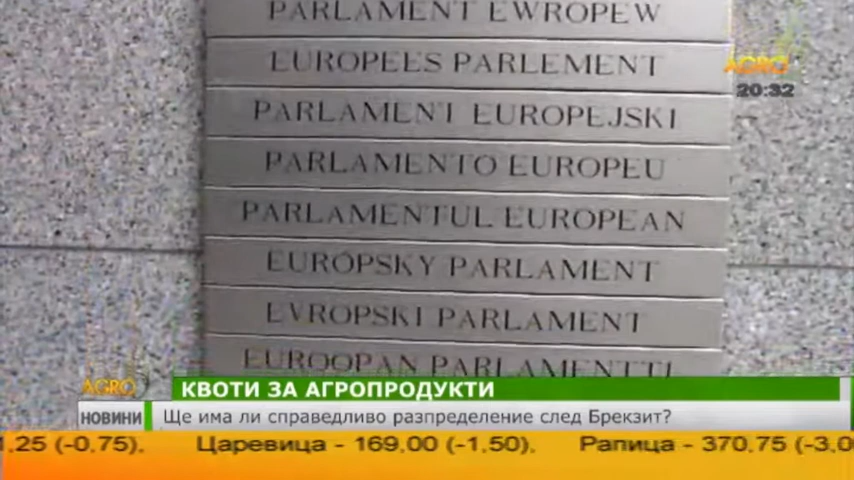 PARLAMENT EWROPEW
EUROPEES PARLEMENT
PARLAMENT EUROPEJSKI
PARLAMENTO EUROPEU
PARLAMENTUL EUROPEAN
EURÓPSKY PARLAMENT
EVROPSKI PARLAMENT
EUROOPAN PARLAMENTTI
AGRO
20:32
AGRO
КВОТИ ЗА АГРОПРОДУКТИ
НОВИНИ
Ще има ли справедливо разпределение след Брекзит?
1.25 (-0.75). Царевица - 169.00 (-1.50). Рапица - 370.75 (-3.0